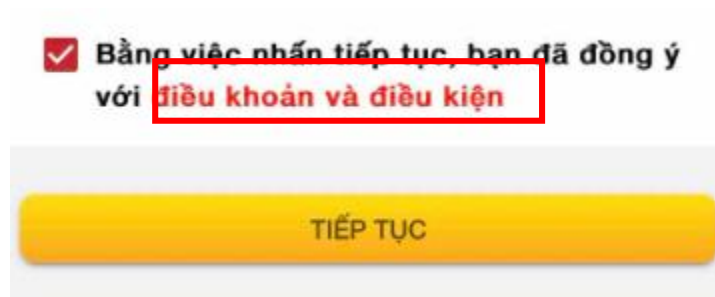 Bằng việc nhấn tiếp tục, bạn đã đồng ý
với điều khoản và điều kiện
TIẾP TỤC